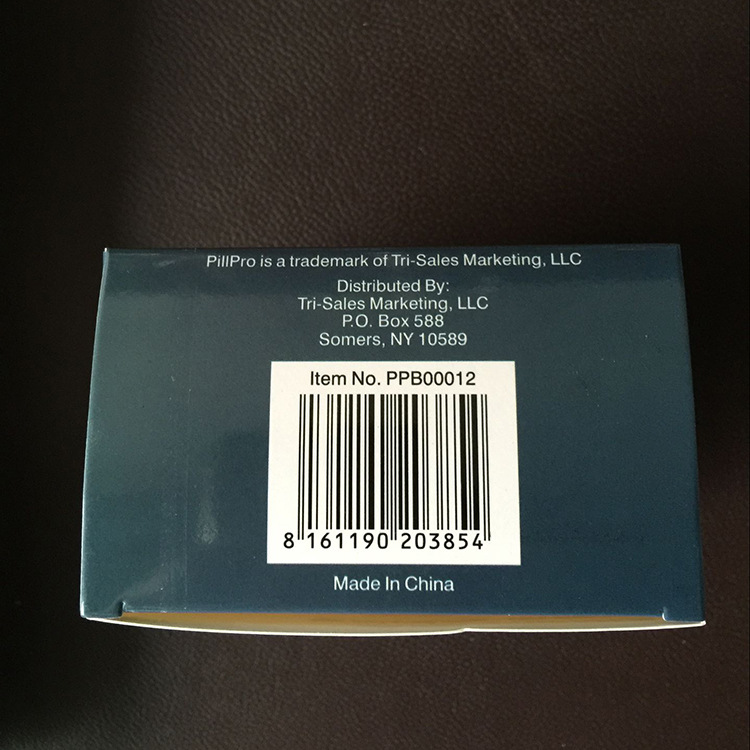 PillPro is a trademark of Tri-Sales Marketing, LLC
Distributed By:
Tri-Sales Marketing, LLC
P.O. Box 588
Somers, NY 10589
Item No. PPB00012
8 161190 203854
Made In China